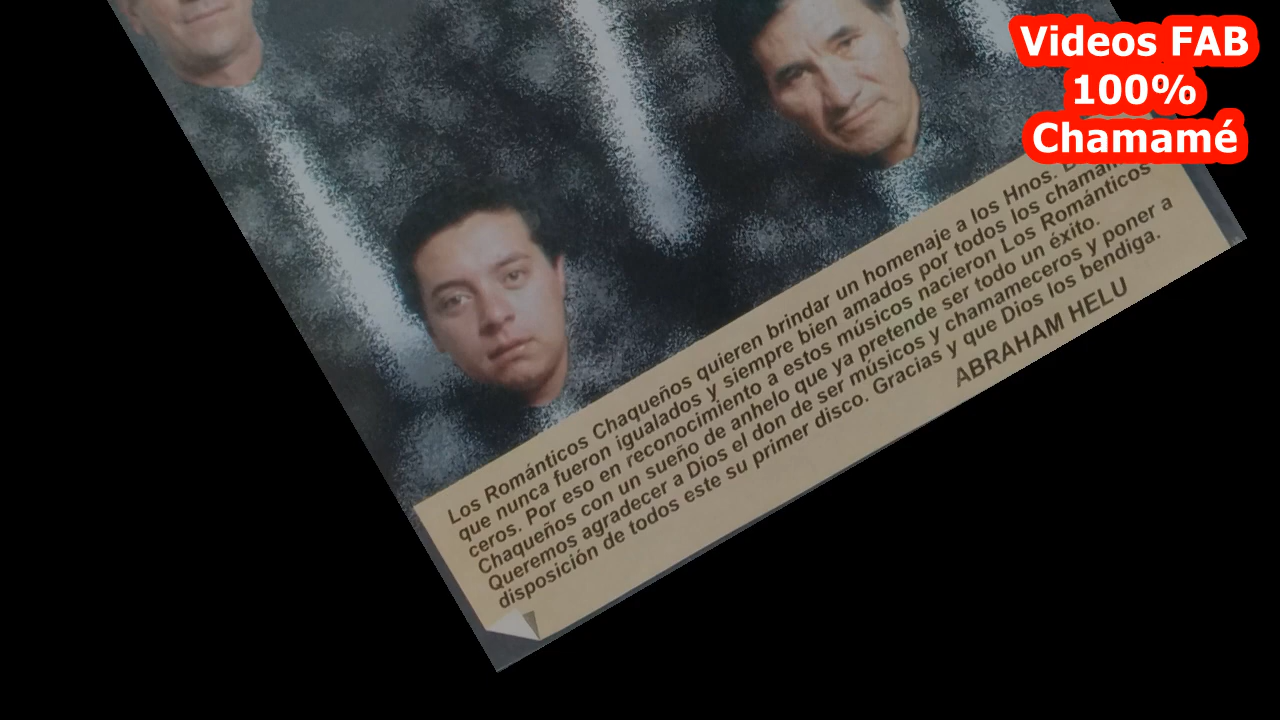 Videos FAB
100%
Chamamé
Los Románticos Chaqueños quieren brindar un homenaje a los Hnos.
que nunca fueron igualados y siempre bien amados por todos los
ceros. Por eso en reconocimiento a estos músicos nacieron Los Románticos
Chaqueños con un sueño de anhelo que ya pretende ser todo un éxito.
Queremos agradecer a Dios el don de ser músicos y chamameceros y poner a
disposición de todos este su primer disco. Gracias y que Dios los bendiga.
ABRAHAM HELU